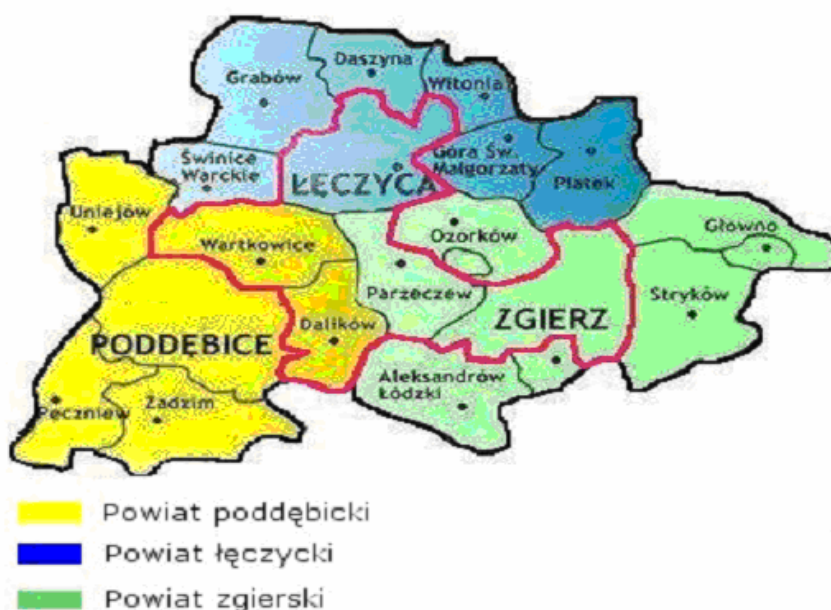 Daszyna
Grabów
Witonia
Świnice
Warckie
ŁĘCZYCA
Góra Św.
Małgorzaty
Piątek
Uniejów
Wartkowice
Ozorków
Głowno
Parzęczew
Stryków
ZGIERZ
Dalików
PODDĘBICE
Aleksandrów
Łódzki
Pęczniew
Zadzim
Powiat poddębicki
Powiat łęczycki
Powiat zgierski